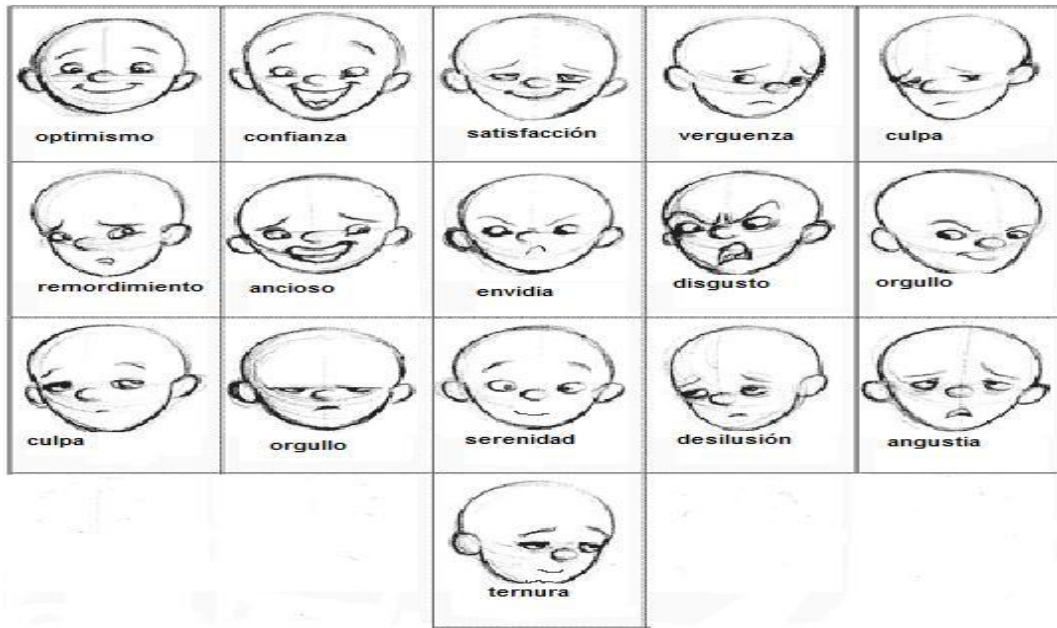 optimismo
confianza
satisfacción
verguenza
culpa
remordimiento
ancioso
envidia
disgusto
orgullo
culpa
orgullo
serenidad
desilusión
angustia
ternura